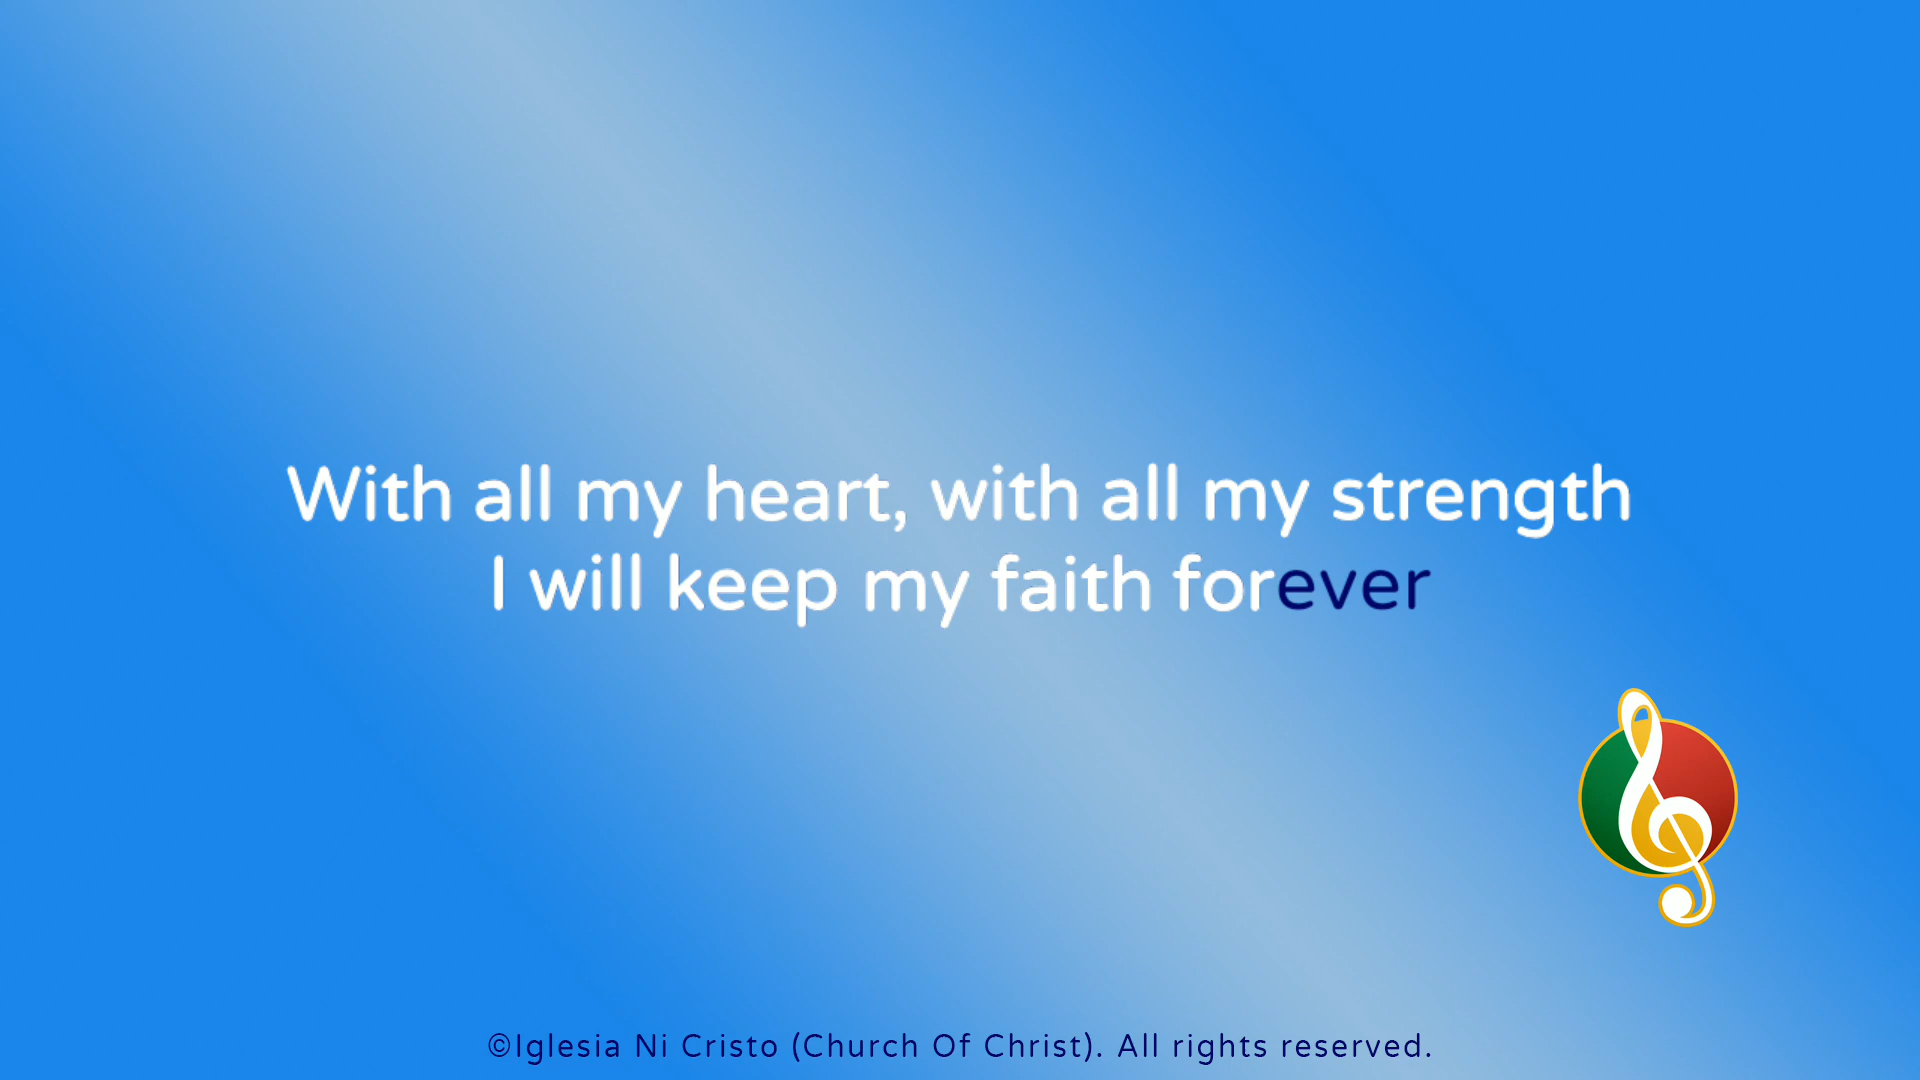 With all my heart, with all my strength
I will keep my faith forever
©Iglesia Ni Cristo (Church Of Christ). All rights reserved.